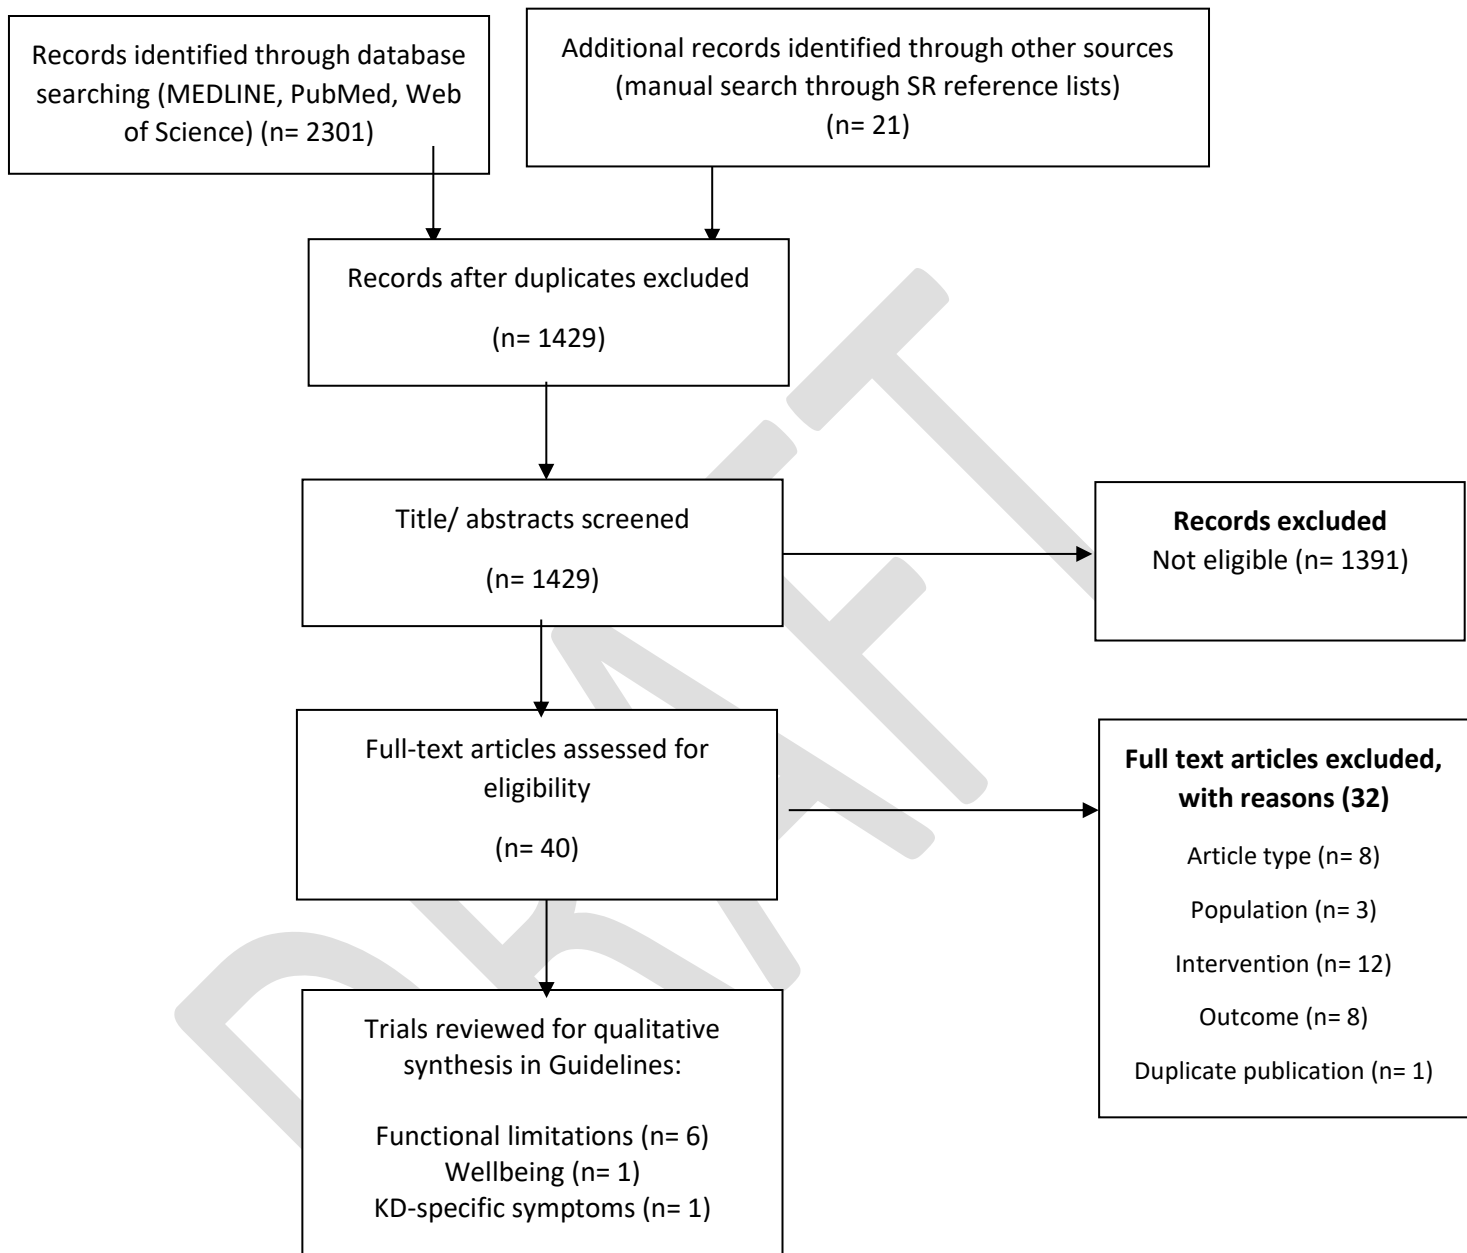 Records identified through database
searching (MEDLINE, PubMed, Web
of Science) (n= 2301)
Additional records identified through other sources
(manual search through SR reference lists)
(n= 21)
Records after duplicates excluded
(n= 1429)
Title/ abstracts screened
(n= 1429)
Records excluded
Not eligible (n= 1391)
Full-text articles assessed for
eligibility
(n= 40)
Full text articles excluded,
with reasons (32)
Article type (n= 8)
Population (n= 3)
Intervention (n= 12)
Outcome (n= 8)
Duplicate publication (n= 1)
Trials reviewed for qualitative
synthesis in Guidelines:
Functional limitations (n= 6)
Wellbeing (n= 1)
KD-specific symptoms (n= 1)
DRAFT